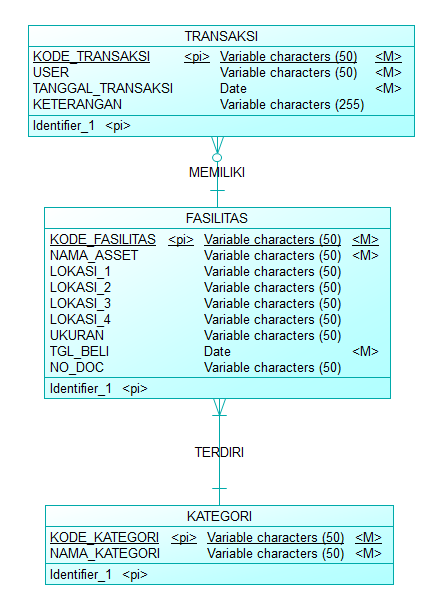 TRANSAKSI
KODE_TRANSAKSI <pi> Variable characters (50) <M>
USER Variable characters (50) <M>
TANGGAL_TRANSAKSI Date <M>
KETERANGAN Variable characters (255)
Identifier_1 <pi>
MEMILIKI
FASILITAS
KODE_FASILITAS <pi> Variable characters (50) <M>
NAMA_ASSET Variable characters (50) <M>
LOKASI_1 Variable characters (50)
LOKASI_2 Variable characters (50)
LOKASI_3 Variable characters (50)
LOKASI_4 Variable characters (50)
UKURAN Variable characters (50)
TGL_BELI Date <M>
NO_DOC Variable characters (50)
Identifier_1 <pi>
TERDIRI
KATEGORI
KODE_KATEGORI <pi> Variable characters (50) <M>
NAMA_KATEGORI Variable characters (50) <M>
Identifier_1 <pi>